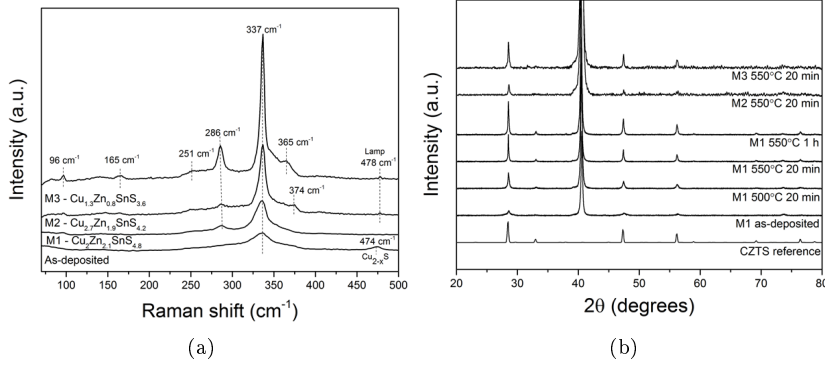 337 cm⁻¹
286 cm⁻¹
365 cm⁻¹
Lamp
251 cm⁻¹
478 cm⁻¹
96 cm⁻¹
165 cm⁻¹
374 cm⁻¹
M3 - Cu₁.₃Zn₀.₈SnS₃.₆
M2 - Cu₂.₇Zn₁.₉SnS₄.₂
M1 - Cu₂Zn₂.₁SnS₄.₈
474 cm⁻¹
As-deposited
Cu₂₋ₓS
100 150 200 250 300 350 400 450 500
Raman shift (cm⁻¹)
Intensity (a.u.)
(a)
M3 550°C 20 min
M2 550°C 20 min
M1 550°C 1 h
M1 550°C 20 min
M1 500°C 20 min
M1 as-deposited
CZTS reference
20 30 40 50 60 70 80
2θ (degrees)
Intensity (a.u.)
(b)